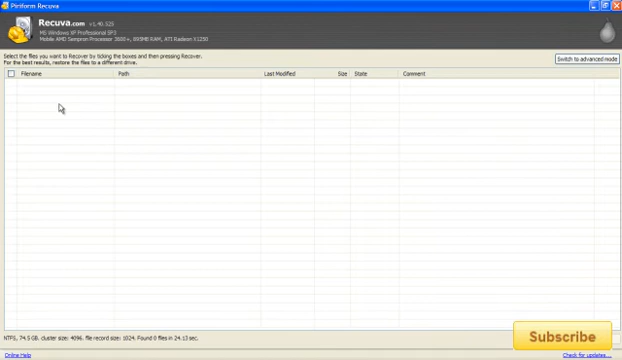 Piriform Recuva
Recuva.com v1.40.525
MS Windows XP Professional SP3
Mobile AMD Sempron Processor 3800+, 895MB RAM, ATI Radeon X1250
Select the files you want to Recover by ticking the boxes and then pressing Recover.
For the best results, restore the files to a different drive.
Switch to advanced mode
Filename Path Last Modified Size State Comment
NTFS, 74.5 GB, cluster size: 4096, file record size: 1024. Found 0 files in 24.13 sec.
Subscribe
Online Help Check for updates...